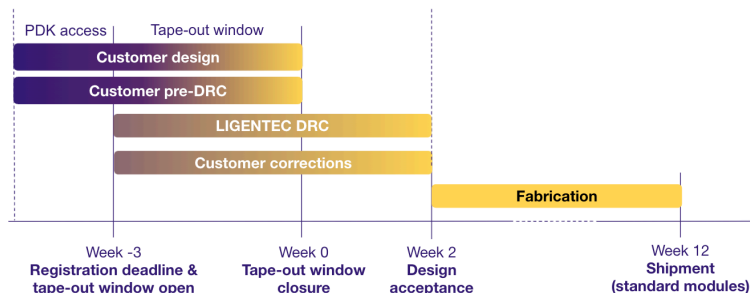 PDK access
Tape-out window
Customer design
Customer pre-DRC
LIGENTEC DRC
Customer corrections
Fabrication
Week -3
Registration deadline &
tape-out window open
Week 0
Tape-out window
closure
Week 2
Design
acceptance
Week 12
Shipment
(standard modules)